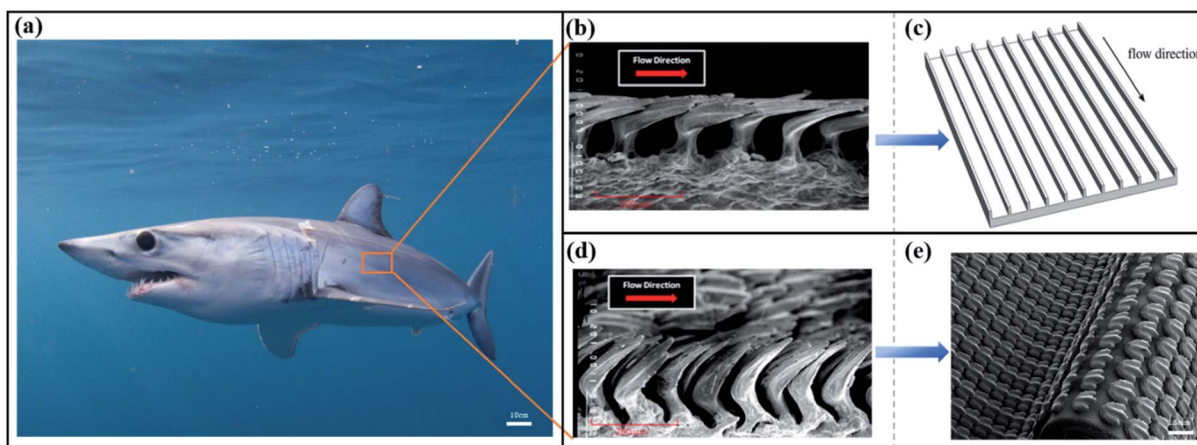 (a)
10cm
(b)
Flow Direction
(c)
flow direction
(d)
Flow Direction
(e)